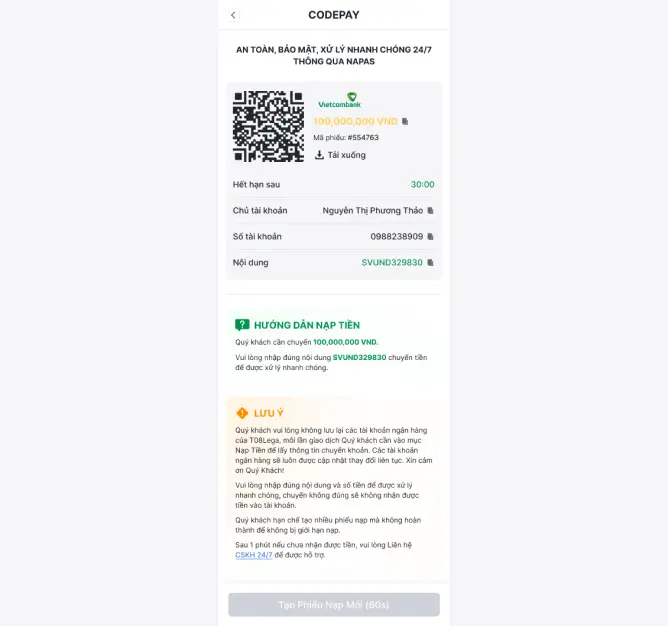 CODEPAY
AN TOÀN, BẢO MẬT, XỬ LÝ NHANH CHÓNG 24/7
THÔNG QUA NAPAS
Vietcombank
100,000,000 VND
Mã phiếu: #554763
Tải xuống
Hết hạn sau 30:00
Chủ tài khoản Nguyễn Thị Phương Thảo
Số tài khoản 0988238909
Nội dung SVUND329830
HƯỚNG DẪN NẠP TIỀN
Quý khách cần chuyển 100,000,000 VND.
Vui lòng nhập đúng nội dung SVUND329830 chuyển tiền
để được xử lý nhanh chóng.
LƯU Ý
Quý khách vui lòng không lưu lại các tài khoản ngân hàng
của T08Lega, mỗi lần giao dịch Quý khách cần vào mục
Nạp Tiền để lấy thông tin chuyển khoản. Các tài khoản
ngân hàng sẽ luôn được cập nhật thay đổi liên tục. Xin cảm
ơn Quý Khách!
Vui lòng nhập đúng nội dung và số tiền để được xử lý
nhanh chóng, chuyển không đúng sẽ không nhận được
tiền vào tài khoản.
Quý khách hạn chế tạo nhiều phiếu nạp mà không hoàn
thành để không bị giới hạn nạp.
Sau 1 phút nếu chưa nhận được tiền, vui lòng Liên hệ
CSKH 24/7 để được hỗ trợ.
Tạo Phiếu Nạp Mới (60s)